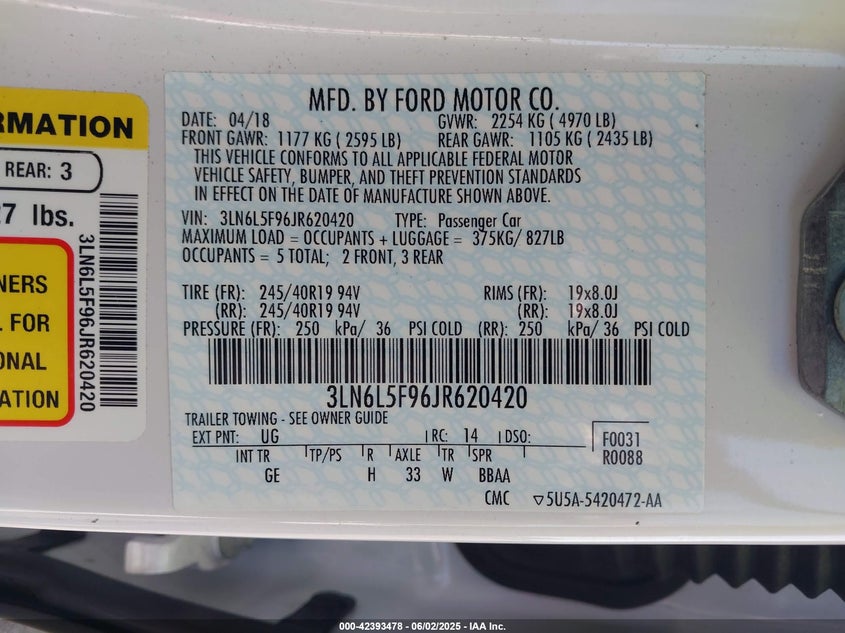 RMATION
REAR: 3
27 lbs.
3LN6L5F96JR620420
NERS
L FOR
ONAL
ATION
MFD. BY FORD MOTOR CO.
DATE: 04/18 GVWR: 2254 KG ( 4970 LB)
FRONT GAWR: 1177 KG ( 2595 LB) REAR GAWR: 1105 KG ( 2435 LB)
THIS VEHICLE CONFORMS TO ALL APPLICABLE FEDERAL MOTOR
VEHICLE SAFETY, BUMPER, AND THEFT PREVENTION STANDARDS
IN EFFECT ON THE DATE OF MANUFACTURE SHOWN ABOVE.
VIN: 3LN6L5F96JR620420 TYPE: Passenger Car
MAXIMUM LOAD = OCCUPANTS + LUGGAGE = 375KG/ 827LB
OCCUPANTS = 5 TOTAL; 2 FRONT, 3 REAR
TIRE (FR): 245/40R19 94V RIMS (FR): 19x8.0J
(RR): 245/40R19 94V (RR): 19x8.0J
PRESSURE (FR): 250 kPa/ 36 PSI COLD (RR): 250 kPa/ 36 PSI COLD
3LN6L5F96JR620420
TRAILER TOWING - SEE OWNER GUIDE
EXT PNT: UG RC: 14 DSO: F0031
R0088
INT TR TP/PS R AXLE TR SPR
GE H 33 W BBAA
CMC ▽5U5A-5420472-AA
000-42393478 | 06/02/2025 - IAA Inc.